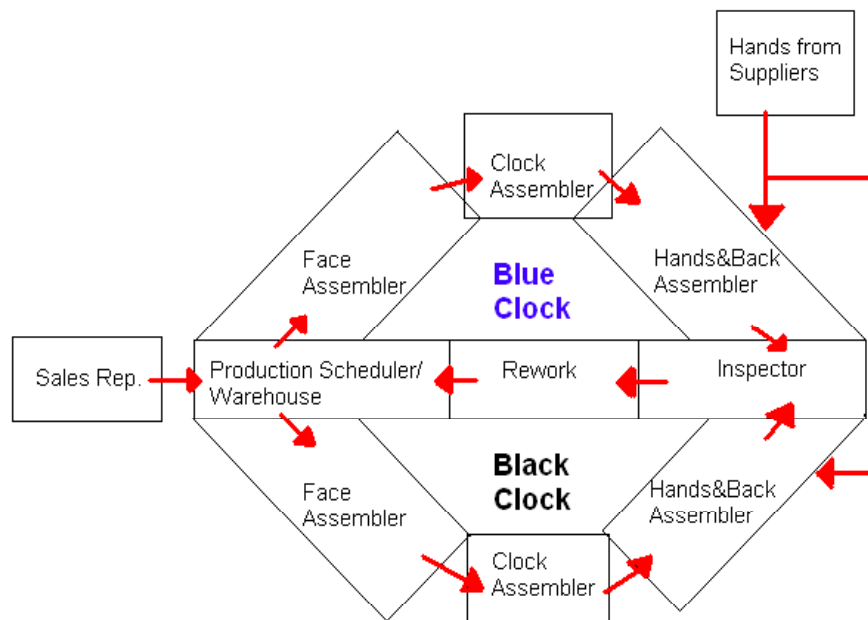 Hands from
Suppliers
Clock
Assembler
Face
Assembler
Blue
Clock
Hands&Back
Assembler
Sales Rep.
Production Scheduler/
Warehouse
Rework
Inspector
Face
Assembler
Black
Clock
Hands&Back
Assembler
Clock
Assembler